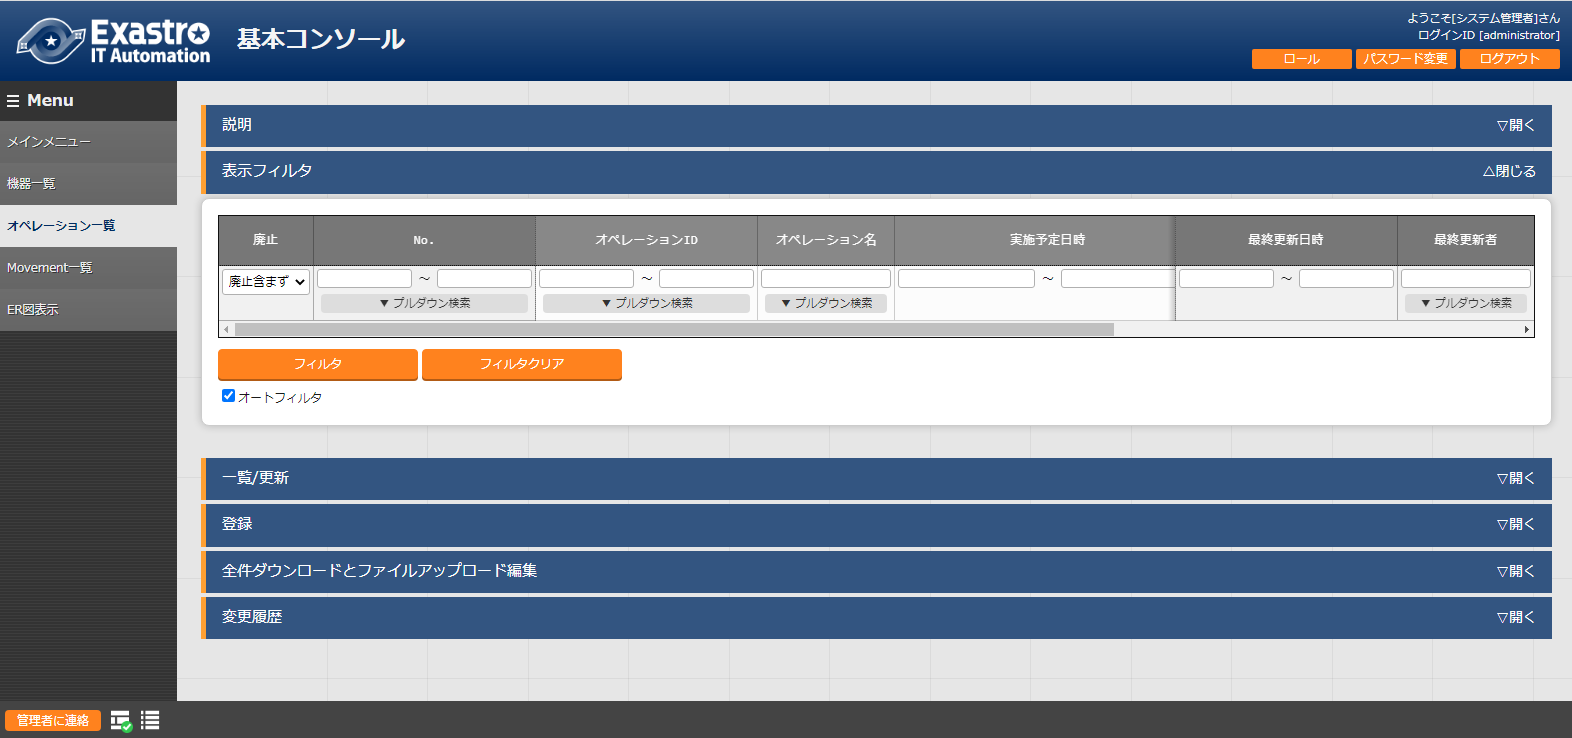 Exastro
IT Automation
基本コンソール
ようこそ[システム管理者]さん
ログインID [administrator]
ロール
パスワード変更
ログアウト
Menu
メインメニュー
機器一覧
オペレーション一覧
Movement一覧
ER図表示
説明
▽開く
表示フィルタ
△閉じる
廃止
No.
オペレーションID
オペレーション名
実施予定日時
最終更新日時
最終更新者
廃止含まず
～
～
～
～
▼ プルダウン検索
▼ プルダウン検索
▼ プルダウン検索
▼ プルダウン検索
フィルタ
フィルタクリア
オートフィルタ
一覧/更新
▽開く
登録
▽開く
全件ダウンロードとファイルアップロード編集
▽開く
変更履歴
▽開く
管理者に連絡